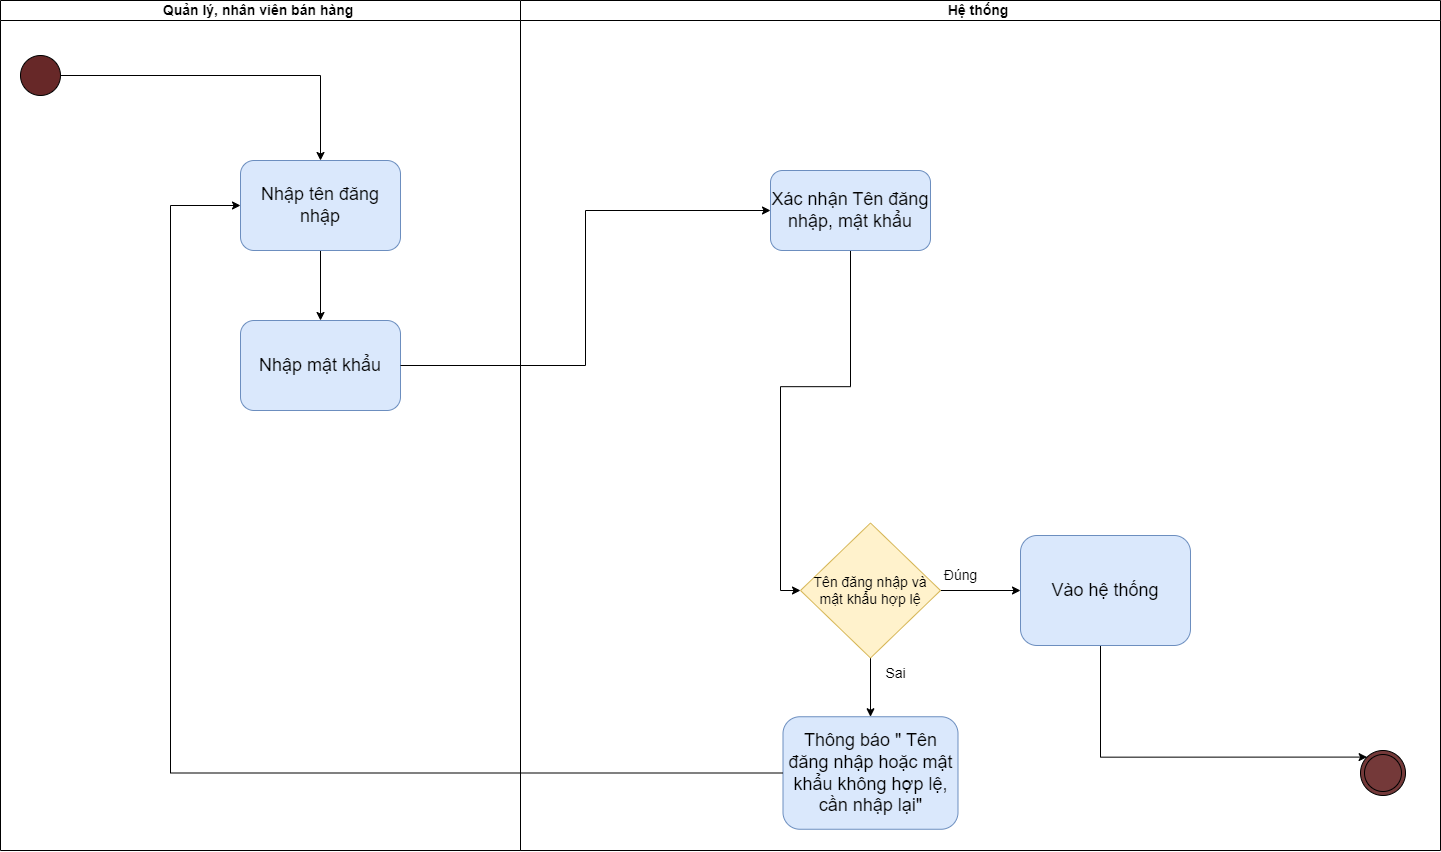 Quản lý, nhân viên bán hàng
Hệ thống
Nhập tên đăng
nhập
Xác nhận Tên đăng
nhập, mật khẩu
Nhập mật khẩu
Tên đăng nhập và
mật khẩu hợp lệ
Đúng
Vào hệ thống
Sai
Thông báo " Tên
đăng nhập hoặc mật
khẩu không hợp lệ,
cần nhập lại"